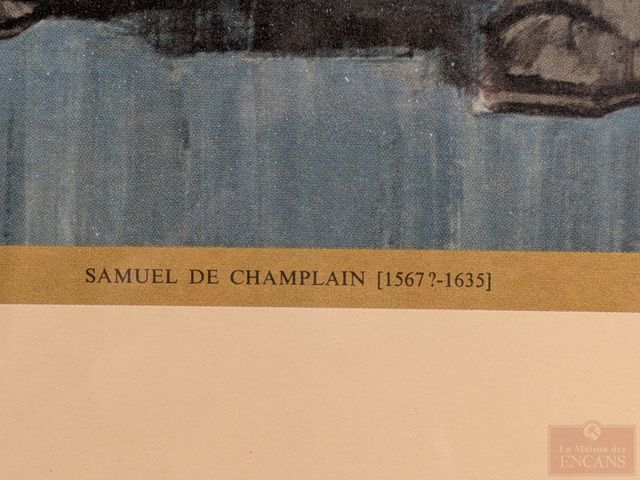 SAMUEL DE CHAMPLAIN [1567?-1635]
La Maison des
ENCANS